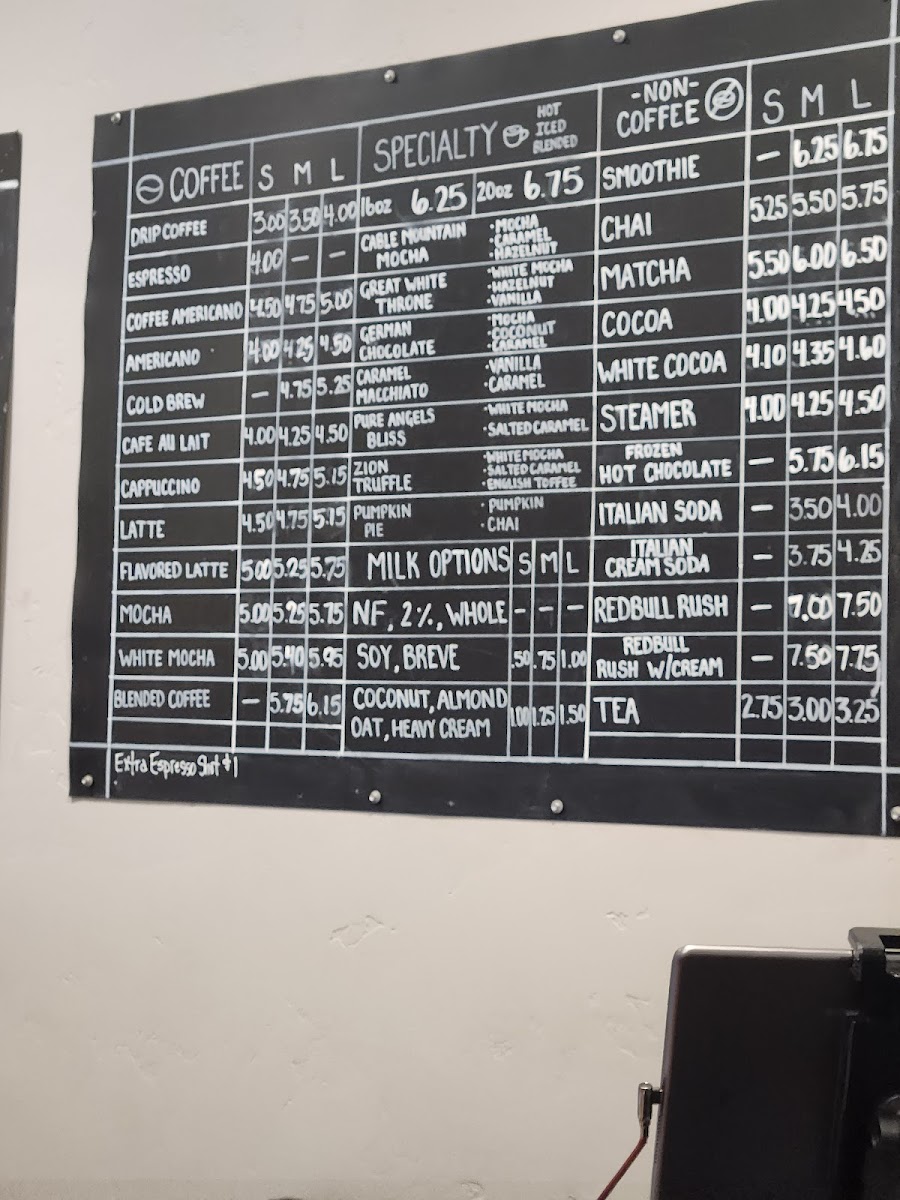 COFFEE S M L
DRIP COFFEE 3.00 3.50 4.00
ESPRESSO 4.00 — —
COFFEE AMERICANO 4.50 4.75 5.00
AMERICANO 4.00 4.25 4.50
COLD BREW — 4.75 5.25
CAFE AU LAIT 4.00 4.25 4.50
CAPPUCCINO 4.50 4.75 5.15
LATTE 4.50 4.75 5.15
FLAVORED LATTE 5.00 5.25 5.75
MOCHA 5.00 5.25 5.75
WHITE MOCHA 5.00 5.40 5.95
BLENDED COFFEE — 5.75 6.15
Extra Espresso Shot $1
SPECIALTY
HOT
ICED
BLENDED
16oz 6.25 20oz 6.75
CABLE MOUNTAIN
MOCHA
·MOCHA
·CARAMEL
·HAZELNUT
GREAT WHITE
THRONE
·WHITE MOCHA
·HAZELNUT
·VANILLA
GERMAN
CHOCOLATE
·MOCHA
·COCONUT
·CARAMEL
CARAMEL
MACCHIATO
·VANILLA
·CARAMEL
PURE ANGELS
BLISS
·WHITE MOCHA
·SALTED CARAMEL
ZION
TRUFFLE
·WHITE MOCHA
·SALTED CARAMEL
·ENGLISH TOFFEE
PUMPKIN
PIE
·PUMPKIN
·CHAI
MILK OPTIONS S M L
NF, 2%, WHOLE — — —
SOY, BREVE .50 .75 1.00
COCONUT, ALMOND
OAT, HEAVY CREAM 1.00 1.25 1.50
-NON-
COFFEE S M L
SMOOTHIE — 6.25 6.75
CHAI 5.25 5.50 5.75
MATCHA 5.50 6.00 6.50
COCOA 4.00 4.25 4.50
WHITE COCOA 4.10 4.35 4.60
STEAMER 4.00 4.25 4.50
FROZEN
HOT CHOCOLATE — 5.75 6.15
ITALIAN SODA — 3.50 4.00
ITALIAN
CREAM SODA — 3.75 4.25
REDBULL RUSH — 7.00 7.50
REDBULL
RUSH W/CREAM — 7.50 7.75
TEA 2.75 3.00 3.25